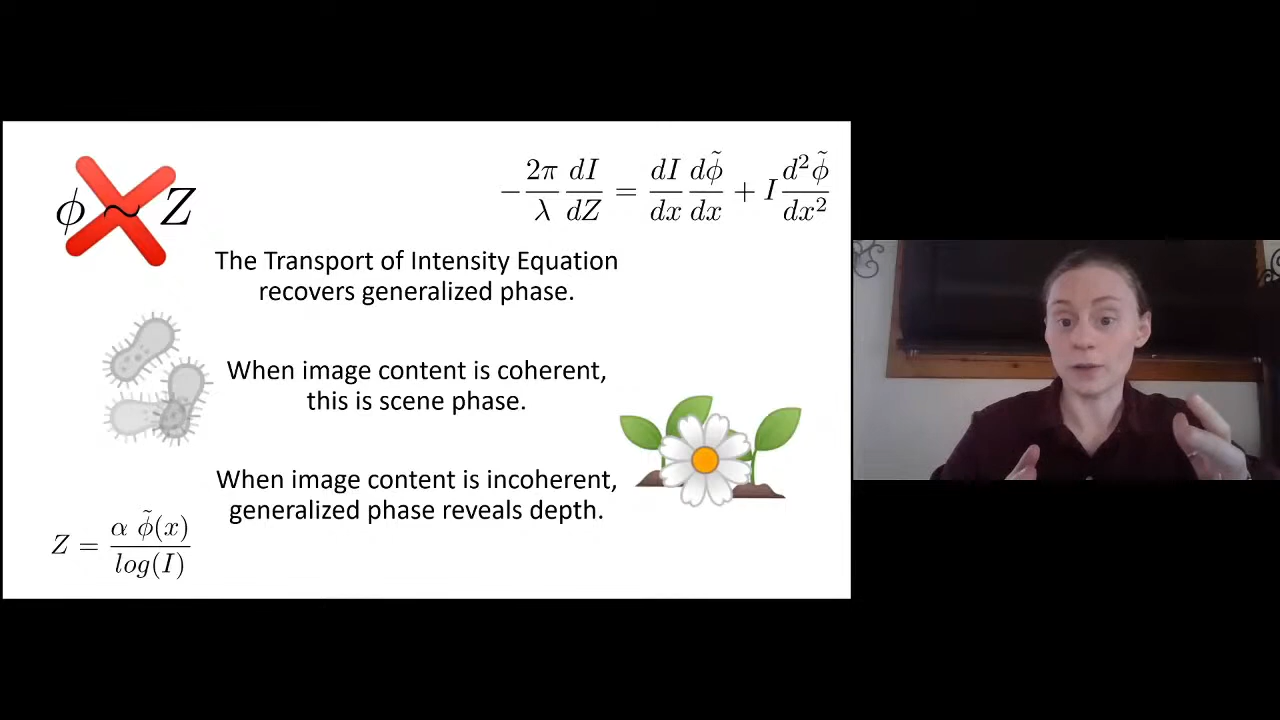 ϕ ~ Z
−2π/λ dI/dZ = dI/dx dϕ̃/dx + I d²ϕ̃/dx²
The Transport of Intensity Equation
recovers generalized phase.
When image content is coherent,
this is scene phase.
When image content is incoherent,
generalized phase reveals depth.
Z = α ϕ̃(x)/log(I)